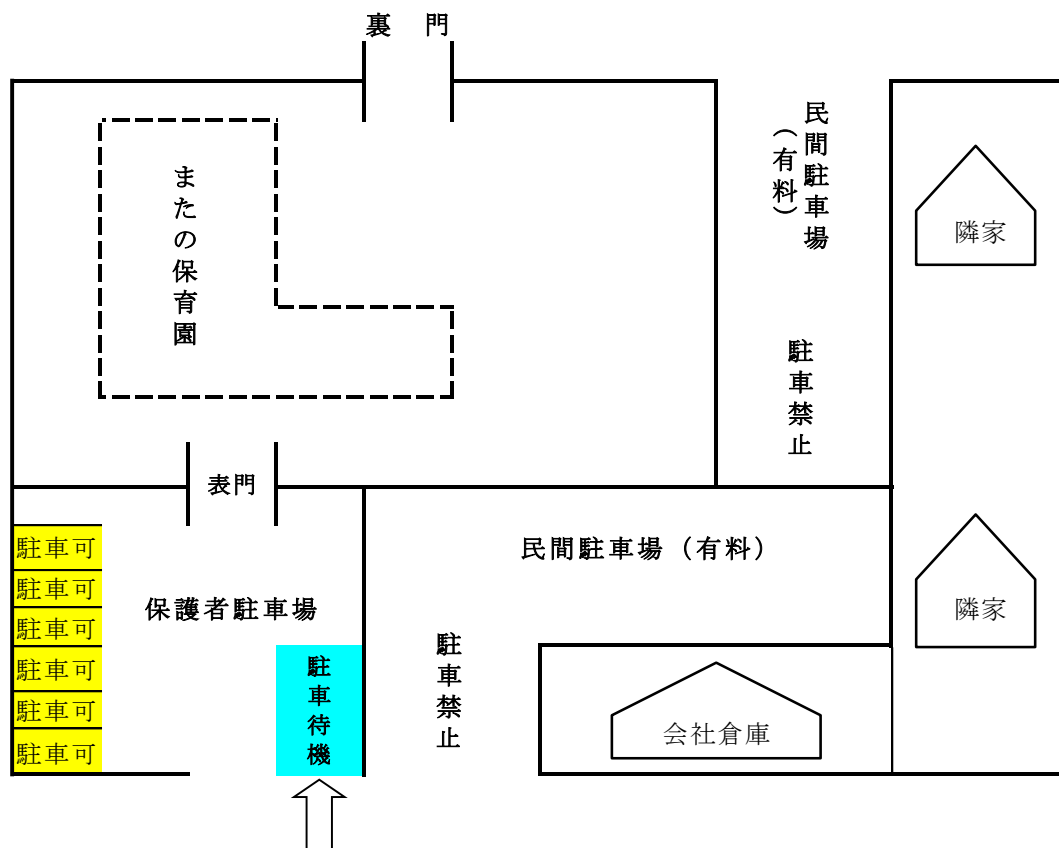 裏 門
民間駐車場
（有料）
またの保育園
隣家
駐車禁止
表門
駐車可
駐車可
駐車可
駐車可
駐車可
駐車可
保護者駐車場
駐車待機
民間駐車場（有料）
駐車禁止
会社倉庫
隣家